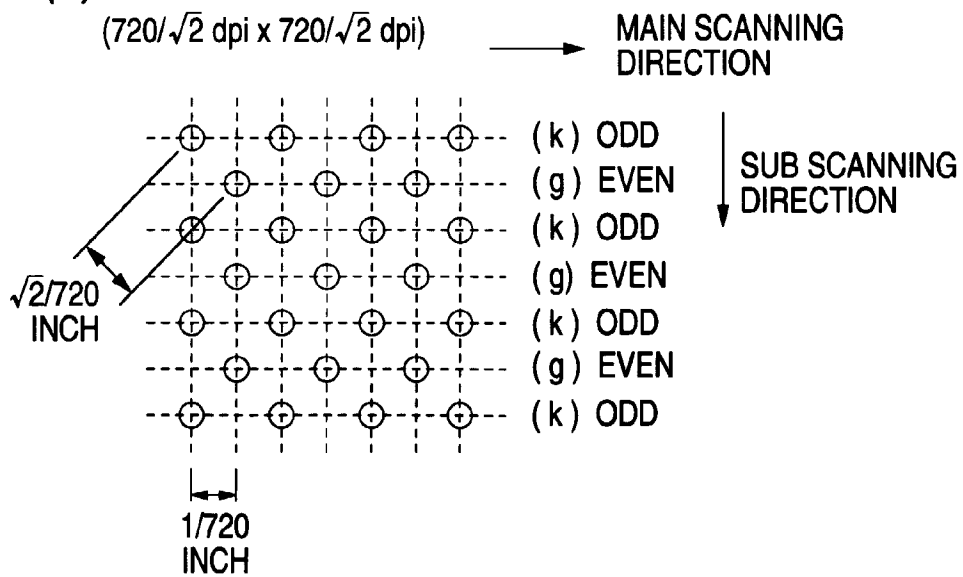 (720/√2 dpi x 720/√2 dpi)
MAIN SCANNING
DIRECTION
(k) ODD
(g) EVEN
(k) ODD
(g) EVEN
(k) ODD
(g) EVEN
(k) ODD
SUB SCANNING
DIRECTION
√2/720
INCH
1/720
INCH